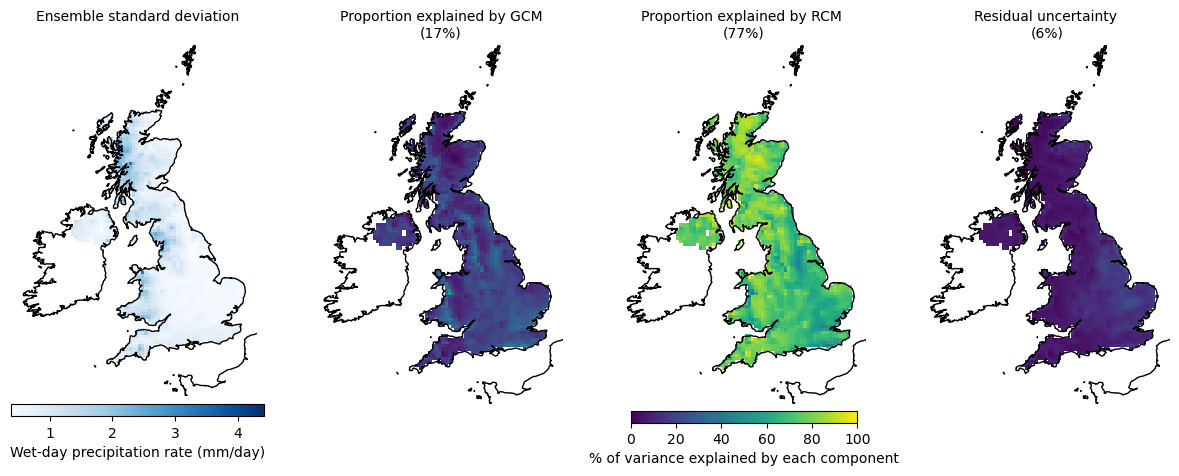 Ensemble standard deviation
Proportion explained by GCM
(17%)
Proportion explained by RCM
(77%)
Residual uncertainty
(6%)
1 2 3 4
Wet-day precipitation rate (mm/day)
0 20 40 60 80 100
% of variance explained by each component